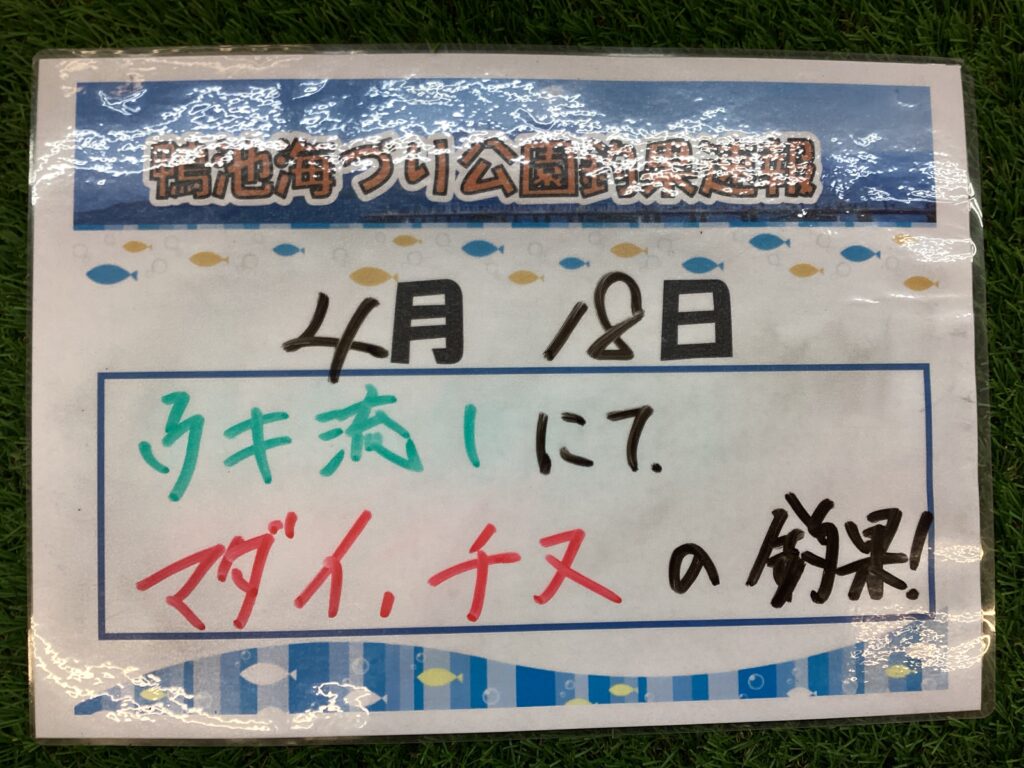 鴨池海づり公園釣果速報
4月 18日
ウキ流しにて、
マダイ、チヌの釣果!